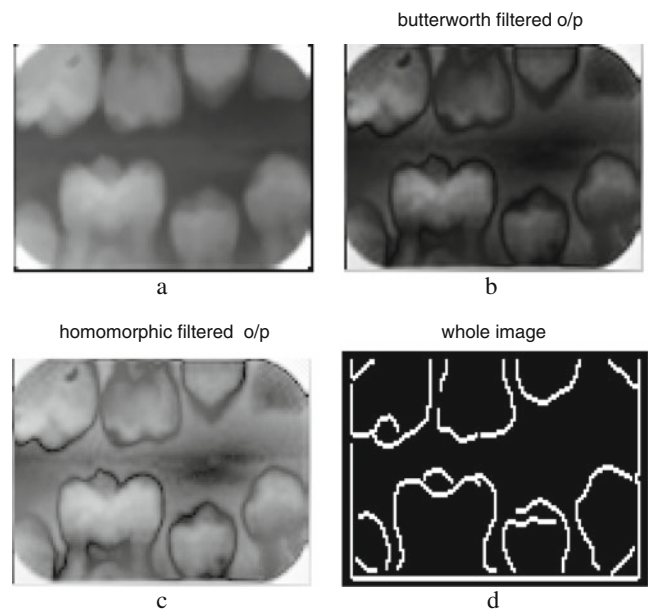 butterworth filtered o/p
a
b
homomorphic filtered o/p
whole image
c
d